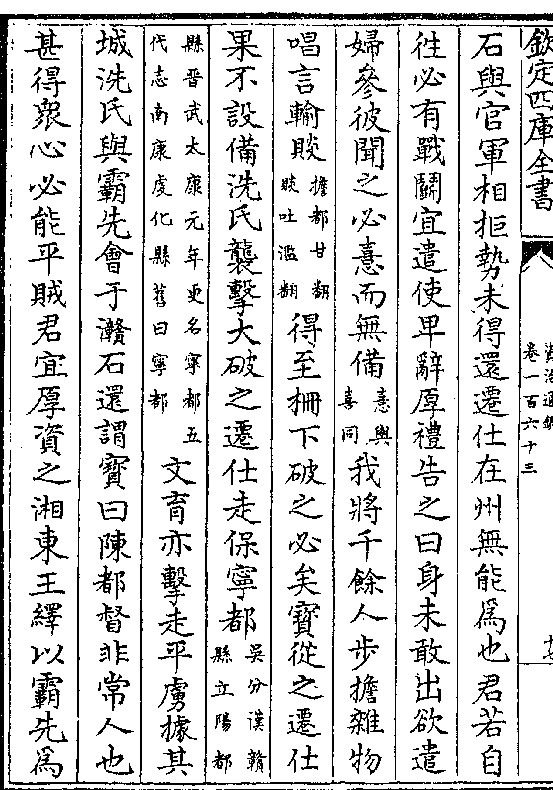 欽定四庫全書
資治通鑑
卷一百六十三
石與官軍相拒勢未得還遷仕在州無能爲也君若自
徃必有戰鬭宜遣使卑辭厚禮告之曰身未敢出欲遣
婦參彼聞之必憙而無備憙與喜同我將千餘人步擔雜物
唱言輸賧擔都甘翻賧吐濫翻得至柵下破之必矣寶從之遷仕
果不設備洗氏襲擊大破之遷仕走保寧都吳分漢贛縣立陽都
縣晉武太康元年更名寧都五代志南康虔化縣舊曰寧都文育亦擊走平虜據其
城洗氏與霸先會于灨石還謂寶曰陳都督非常人也
甚得衆心必能平賊君宜厚資之湘東王繹以霸先爲